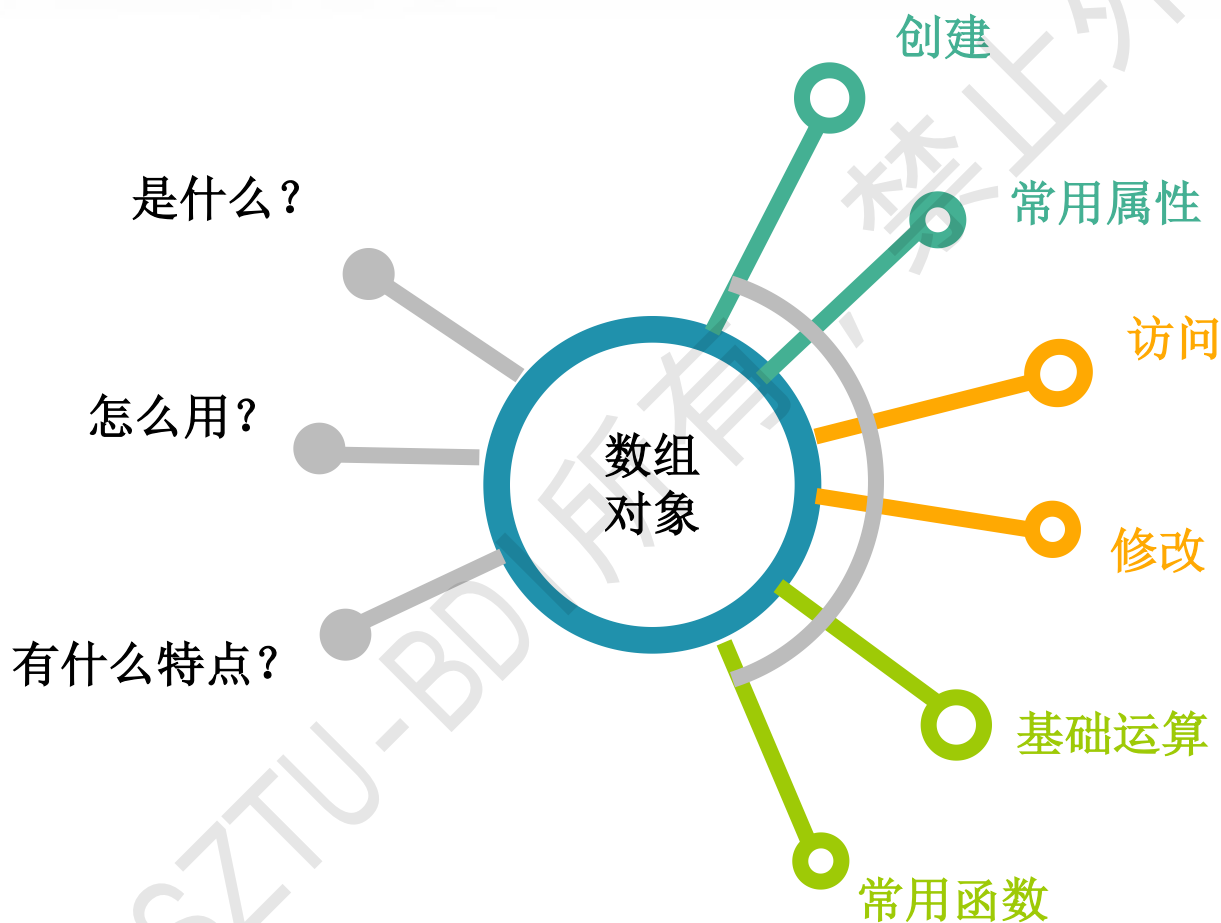 创建
是什么？
常用属性
访问
怎么用？
数组
对象
修改
有什么特点？
基础运算
常用函数
SZTU-BDI所有，禁止外